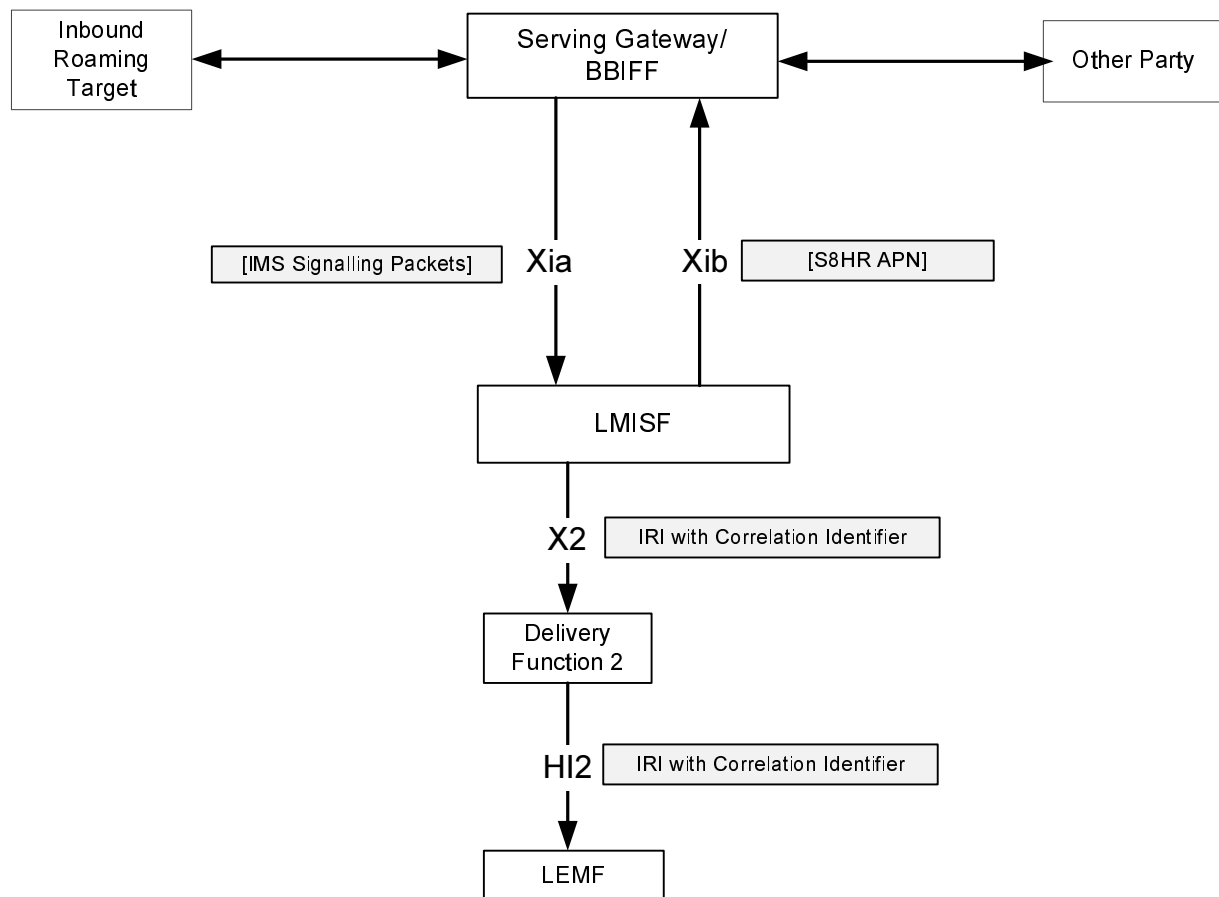 Inbound
Roaming
Target
Serving Gateway/
BBIFF
Other Party
[IMS Signalling Packets]
Xia
Xib
[S8HR APN]
LMISF
X2
IRI with Correlation Identifier
Delivery
Function 2
HI2
IRI with Correlation Identifier
LEMF